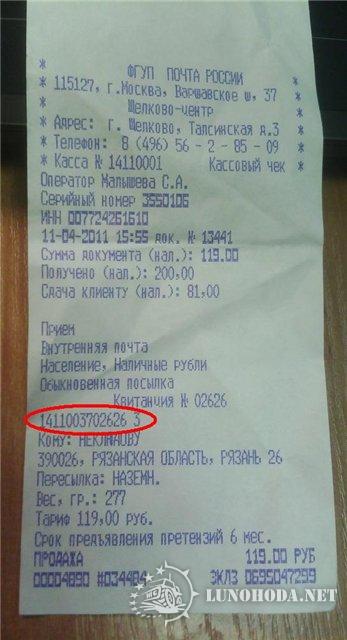 * ФГУП ПОЧТА РОССИИ *
* 115127, г.Москва, Варшавское ш, 37
* Щелково-центр *
* Адрес: г. Щелково, Талсинская д.3
* Телефон: 8 (496) 56 - 2 - 85 - 09 *
* Касса № 14110001 Кассовый чек *
Оператор Малышева С.А.
Серийный номер 3550106
ИНН 007724261610
11-04-2011 15:55 док. № 13441
Сумма документа (нал.): 119.00
Получено (нал.): 200,00
Сдача клиенту (нал.): 81,00
Прием
Внутренняя почта
Население, Наличные рубли
Обыкновенная посылка
Квитанция № 02626
1411003702626 3
Кому:
390026, РЯЗАНСКАЯ ОБЛАСТЬ, РЯЗАНЬ 26
Пересылка: НАЗЕМН.
Вес, гр.: 277
Тариф 119,00 руб.
Срок предъявления претензий 6 мес.
ПРОДАЖА 119.00 РУБ
00004890 #034484 ЭКЛЗ 0695047299
LUNOHODA.NET